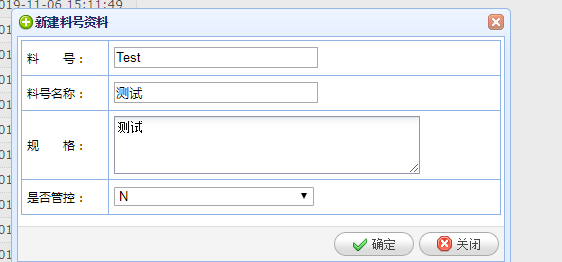 019-11-06 15:11:49
新建料号资料
料 号：
Test
料号名称：
测试
规 格：
测试
是否管控：
N
确定
关闭